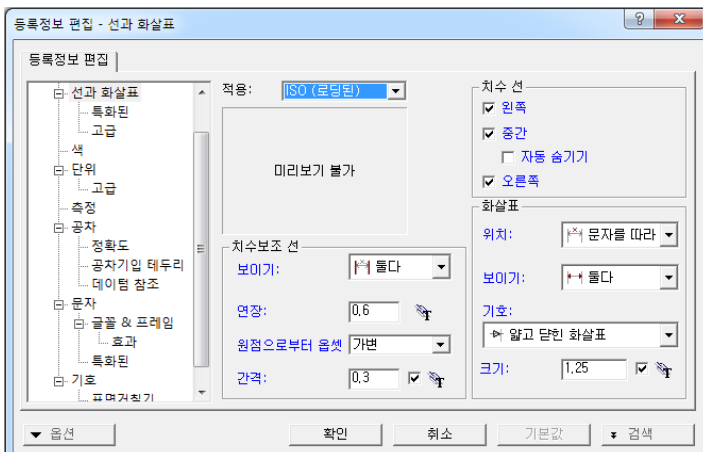 등록정보 편집 - 선과 화살표
등록정보 편집
선과 화살표
특화된
고급
색
단위
고급
측정
공차
정확도
공차기입 테두리
데이텀 참조
문자
글꼴 & 프레임
효과
특화된
기호
표면거칠기
적용: ISO (로딩된)
미리보기 불가
치수보조 선
보이기: 둘다
연장: 0,6
원점으로부터 옵셋 가변
간격: 0,3
치수 선
왼쪽
중간
자동 숨기기
오른쪽
화살표
위치: 문자를 따라
보이기: 둘다
기호:
얇고 닫힌 화살표
크기: 1,25
옵션
확인
취소
기본값
검색